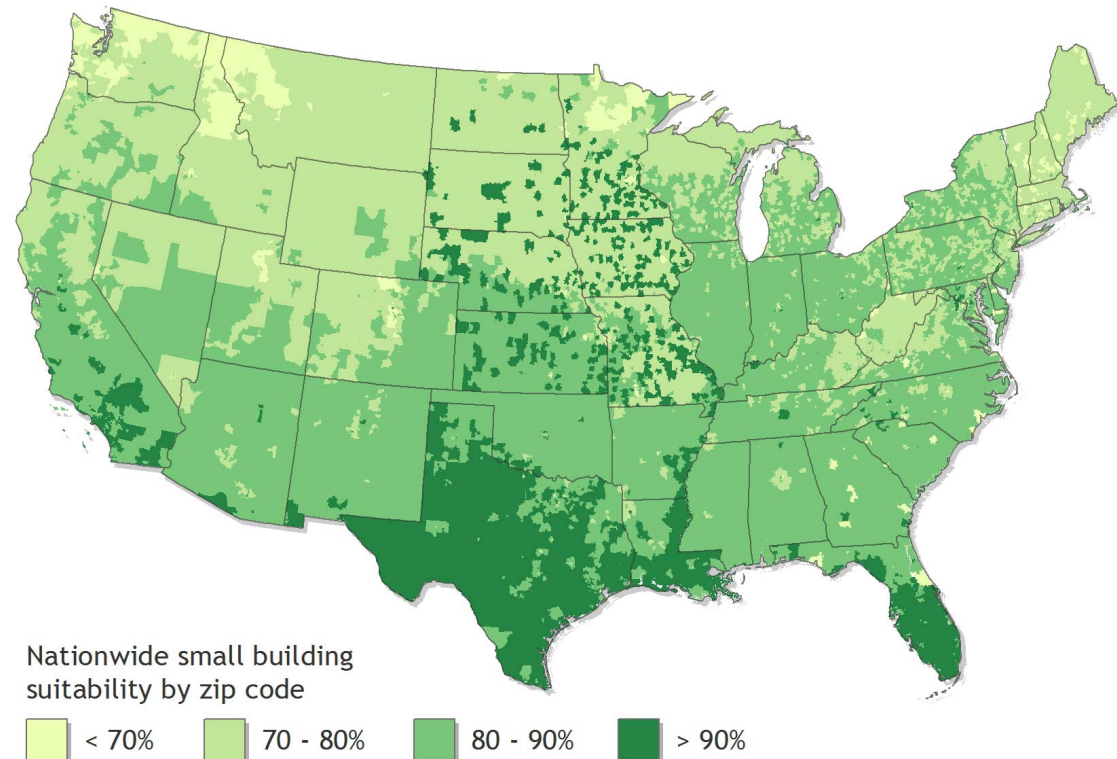 Nationwide small building
suitability by zip code
< 70% 70 - 80% 80 - 90% > 90%